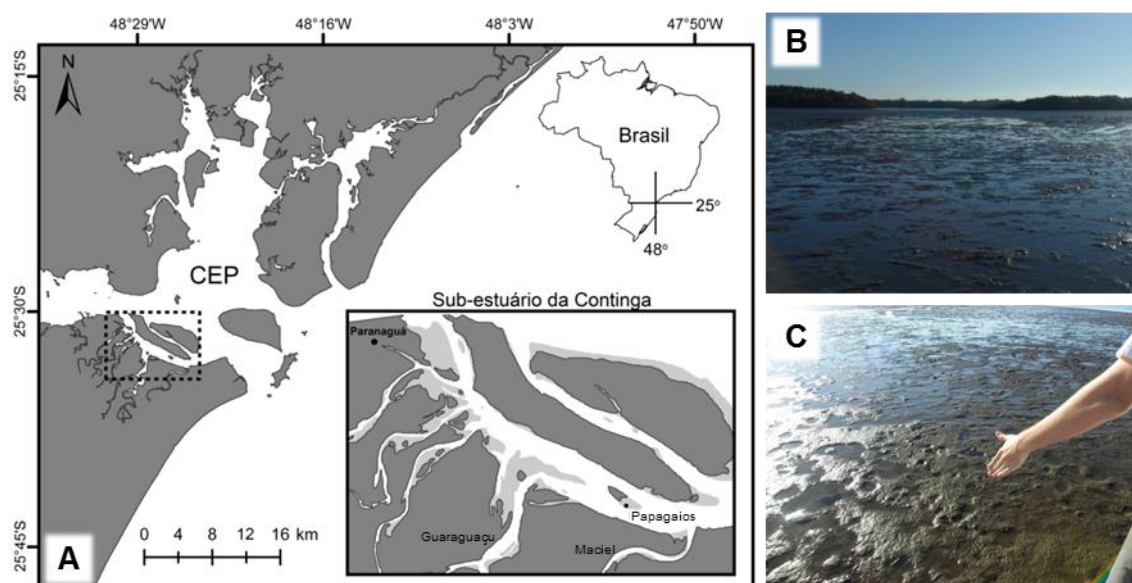 48°29'W
48°16'W
48°3'W
47°50'W
25°15'S
25°30'S
25°45'S
N
Brasil
25°
48°
CEP
Sub-estuário da Continga
Paranaguá
Guaraguaçu
Papagaios
Maciel
0 4 8 12 16 km
A
B
C